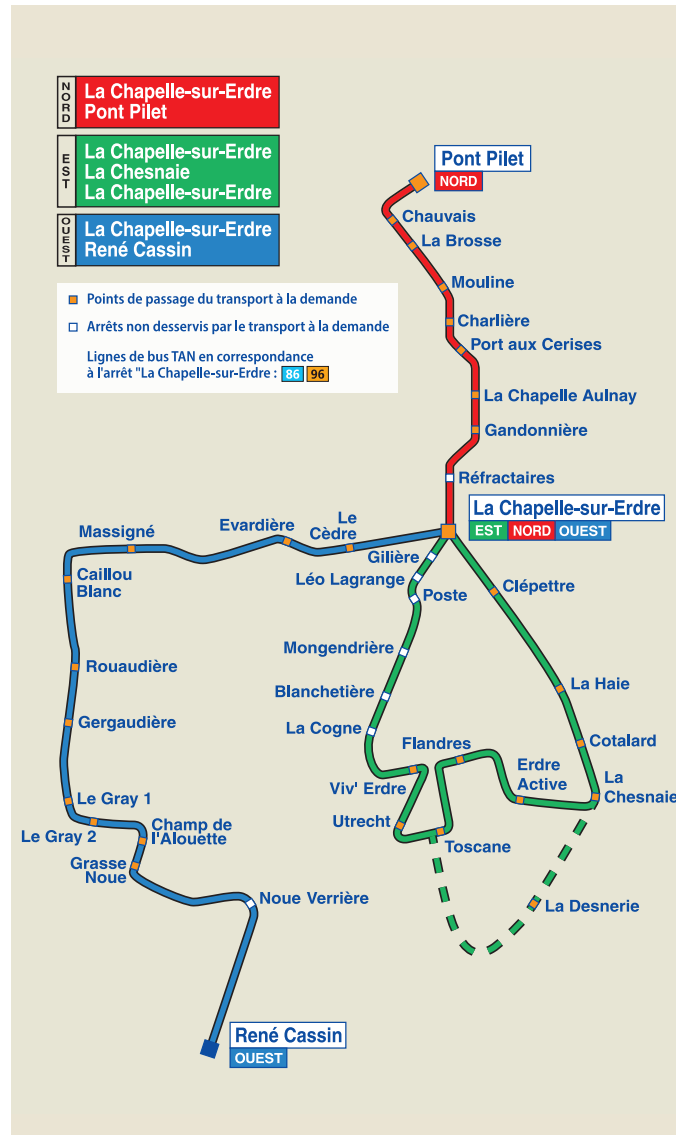 NORD
La Chapelle-sur-Erdre
Pont Pilet
EST
La Chapelle-sur-Erdre
La Chesnaie
La Chapelle-sur-Erdre
OUEST
La Chapelle-sur-Erdre
René Cassin
Points de passage du transport à la demande
Arrêts non desservis par le transport à la demande
Lignes de bus TAN en correspondance
à l'arrêt "La Chapelle-sur-Erdre : 86 96
Pont Pilet
NORD
Chauvais
La Brosse
Mouline
Charlière
Port aux Cerises
La Chapelle Aulnay
Gandonnière
Réfractaires
La Chapelle-sur-Erdre
EST NORD OUEST
Le
Cèdre
Evardière
Massigné
Caillou
Blanc
Rouaudière
Gergaudière
Le Gray 1
Le Gray 2
Champ de
l'Alouette
Grasse
Noue
Noue Verrière
René Cassin
OUEST
Gilière
Léo Lagrange
Poste
Mongendrière
Blanchetière
La Cogne
Viv' Erdre
Utrecht
Toscane
Flandres
Erdre
Active
La
Chesnaie
Cotalard
La Haie
Clépettre
La Desnerie